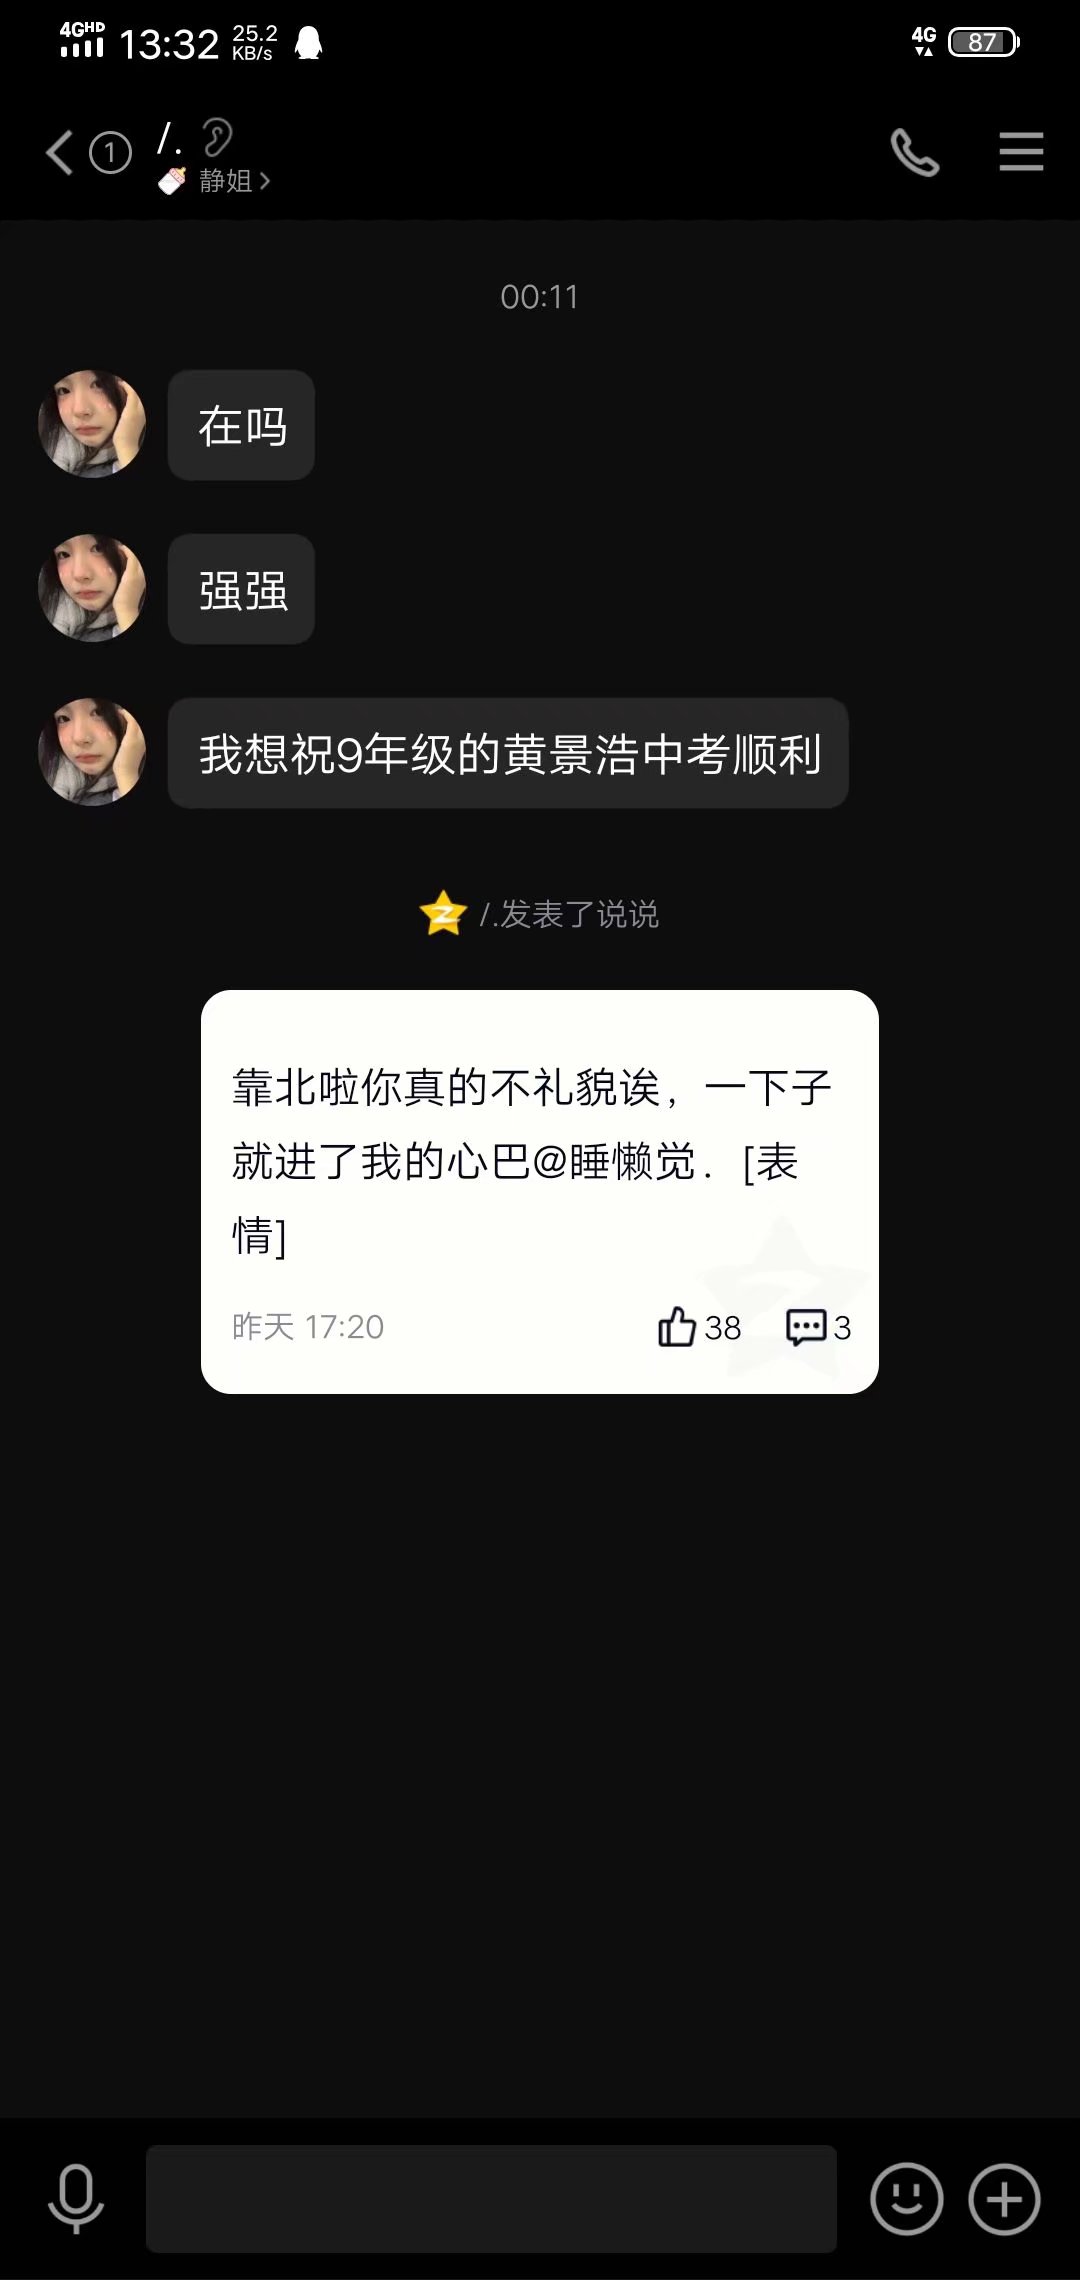 4GHD 13:32 25.2 KB/s 4G 87
1 /.
静姐
00:11
在吗
强强
我想祝9年级的黄景浩中考顺利
/.发表了说说
靠北啦你真的不礼貌诶，一下子
就进了我的心巴@睡懒觉．[表
情]
昨天 17:20 38 3